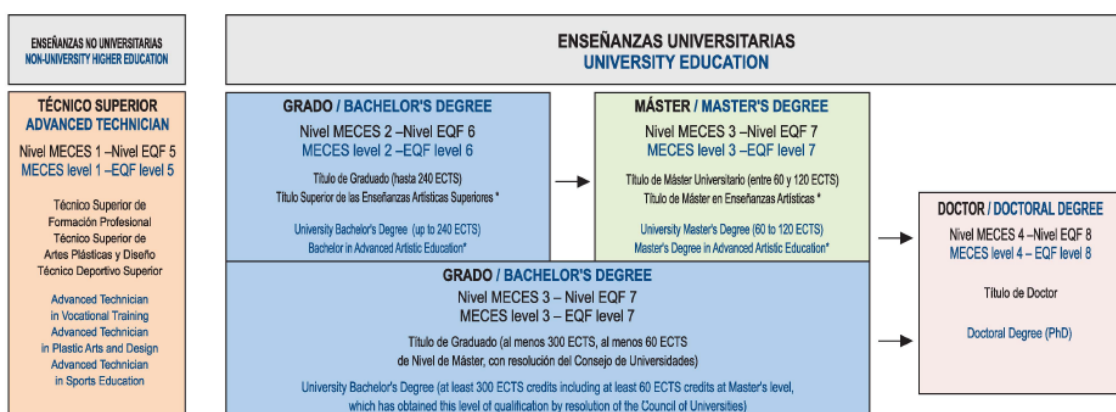 ENSEÑANZAS NO UNIVERSITARIAS
NON-UNIVERSITY HIGHER EDUCATION
TÉCNICO SUPERIOR
ADVANCED TECHNICIAN
Nivel MECES 1 –Nivel EQF 5
MECES level 1 –EQF level 5
Técnico Superior de
Formación Profesional
Técnico Superior de
Artes Plásticas y Diseño
Técnico Deportivo Superior
Advanced Technician
in Vocational Training
Advanced Technician
in Plastic Arts and Design
Advanced Technician
in Sports Education
ENSEÑANZAS UNIVERSITARIAS
UNIVERSITY EDUCATION
GRADO / BACHELOR'S DEGREE
Nivel MECES 2 –Nivel EQF 6
MECES level 2 –EQF level 6
Título de Graduado (hasta 240 ECTS)
Título Superior de las Enseñanzas Artísticas Superiores *
University Bachelor's Degree (up to 240 ECTS)
Bachelor in Advanced Artistic Education*
MÁSTER / MASTER'S DEGREE
Nivel MECES 3 –Nivel EQF 7
MECES level 3 –EQF level 7
Título de Máster Universitario (entre 60 y 120 ECTS)
Título de Máster en Enseñanzas Artísticas *
University Master's Degree (60 to 120 ECTS)
Master's Degree in Advanced Artistic Education*
GRADO / BACHELOR'S DEGREE
Nivel MECES 3 – Nivel EQF 7
MECES level 3 – EQF level 7
Título de Graduado (al menos 300 ECTS, al menos 60 ECTS
de Nivel de Máster, con resolución del Consejo de Universidades)
University Bachelor's Degree (at least 300 ECTS credits including at least 60 ECTS credits at Master's level,
which has obtained this level of qualification by resolution of the Council of Universities)
DOCTOR / DOCTORAL DEGREE
Nivel MECES 4 –Nivel EQF 8
MECES level 4 – EQF level 8
Título de Doctor
Doctoral Degree (PhD)